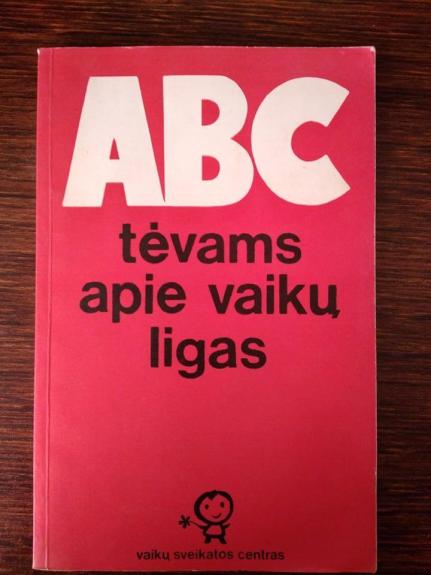 ABC
tėvams
apie vaikų
ligas
vaikų sveikatos centras